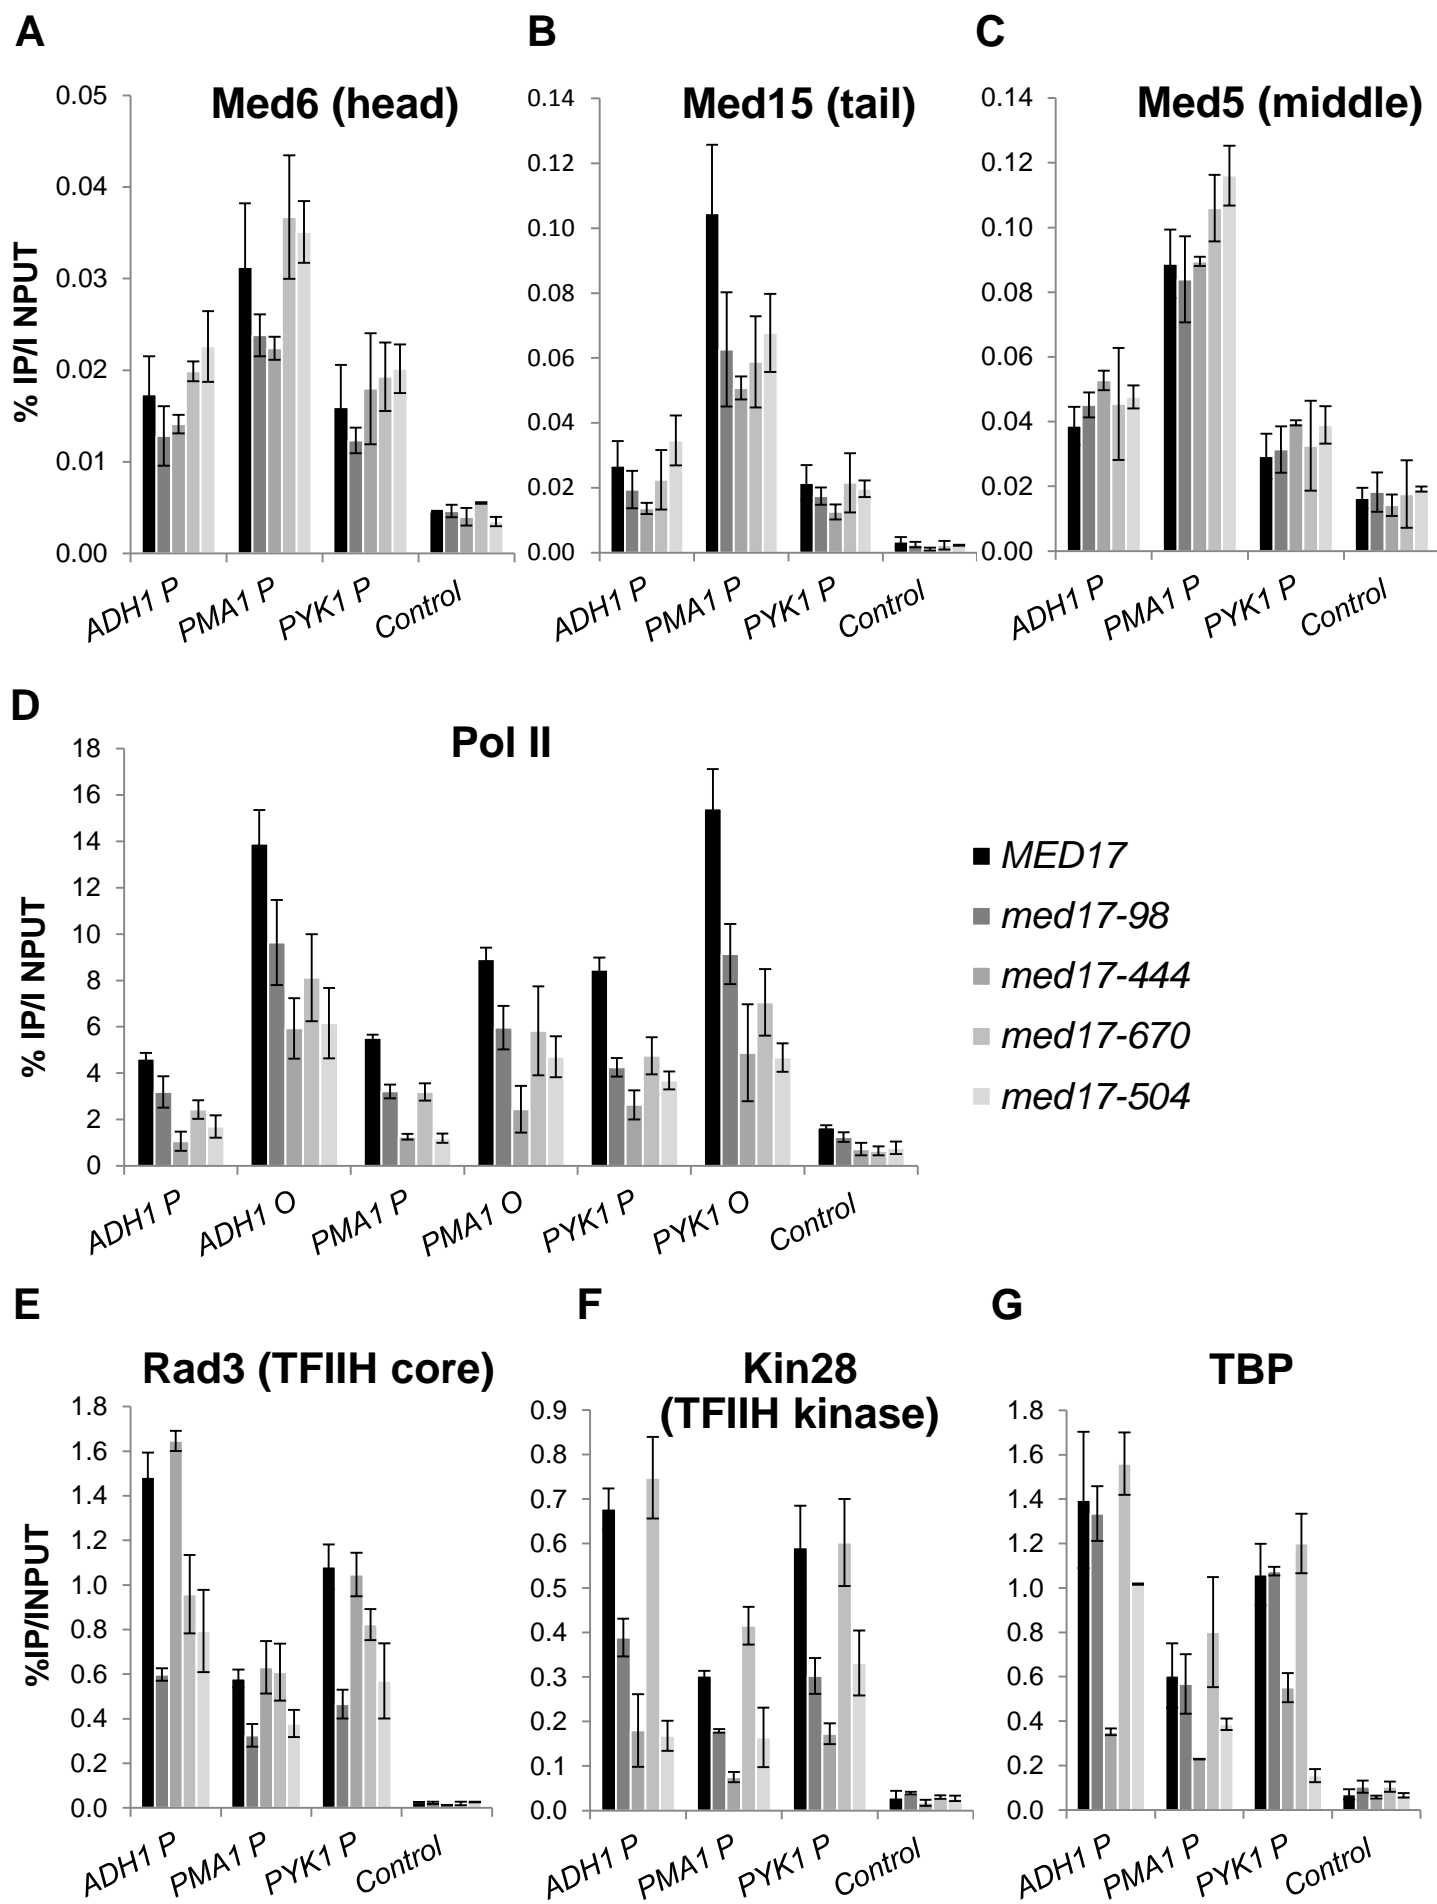 A
B
C
Med6 (head)
Med15 (tail)
Med5 (middle)
% IP/I NPUT
0.05
0.04
0.03
0.02
0.01
0.00
ADH1 P
PMA1 P
PYK1 P
Control
0.14
0.12
0.10
0.08
0.06
0.04
0.02
0.00
ADH1 P
PMA1 P
PYK1 P
Control
0.14
0.12
0.10
0.08
0.06
0.04
0.02
0.00
ADH1 P
PMA1 P
PYK1 P
Control
D
Pol II
% IP/I NPUT
18
16
14
12
10
8
6
4
2
0
ADH1 P
ADH1 O
PMA1 P
PMA1 O
PYK1 P
PYK1 O
Control
MED17
med17-98
med17-444
med17-670
med17-504
E
F
G
Rad3 (TFIIH core)
Kin28
(TFIIH kinase)
TBP
%IP/INPUT
1.8
1.6
1.4
1.2
1.0
0.8
0.6
0.4
0.2
0.0
ADH1 P
PMA1 P
PYK1 P
Control
0.9
0.8
0.7
0.6
0.5
0.4
0.3
0.2
0.1
0.0
ADH1 P
PMA1 P
PYK1 P
Control
1.8
1.6
1.4
1.2
1.0
0.8
0.6
0.4
0.2
0.0
ADH1 P
PMA1 P
PYK1 P
Control